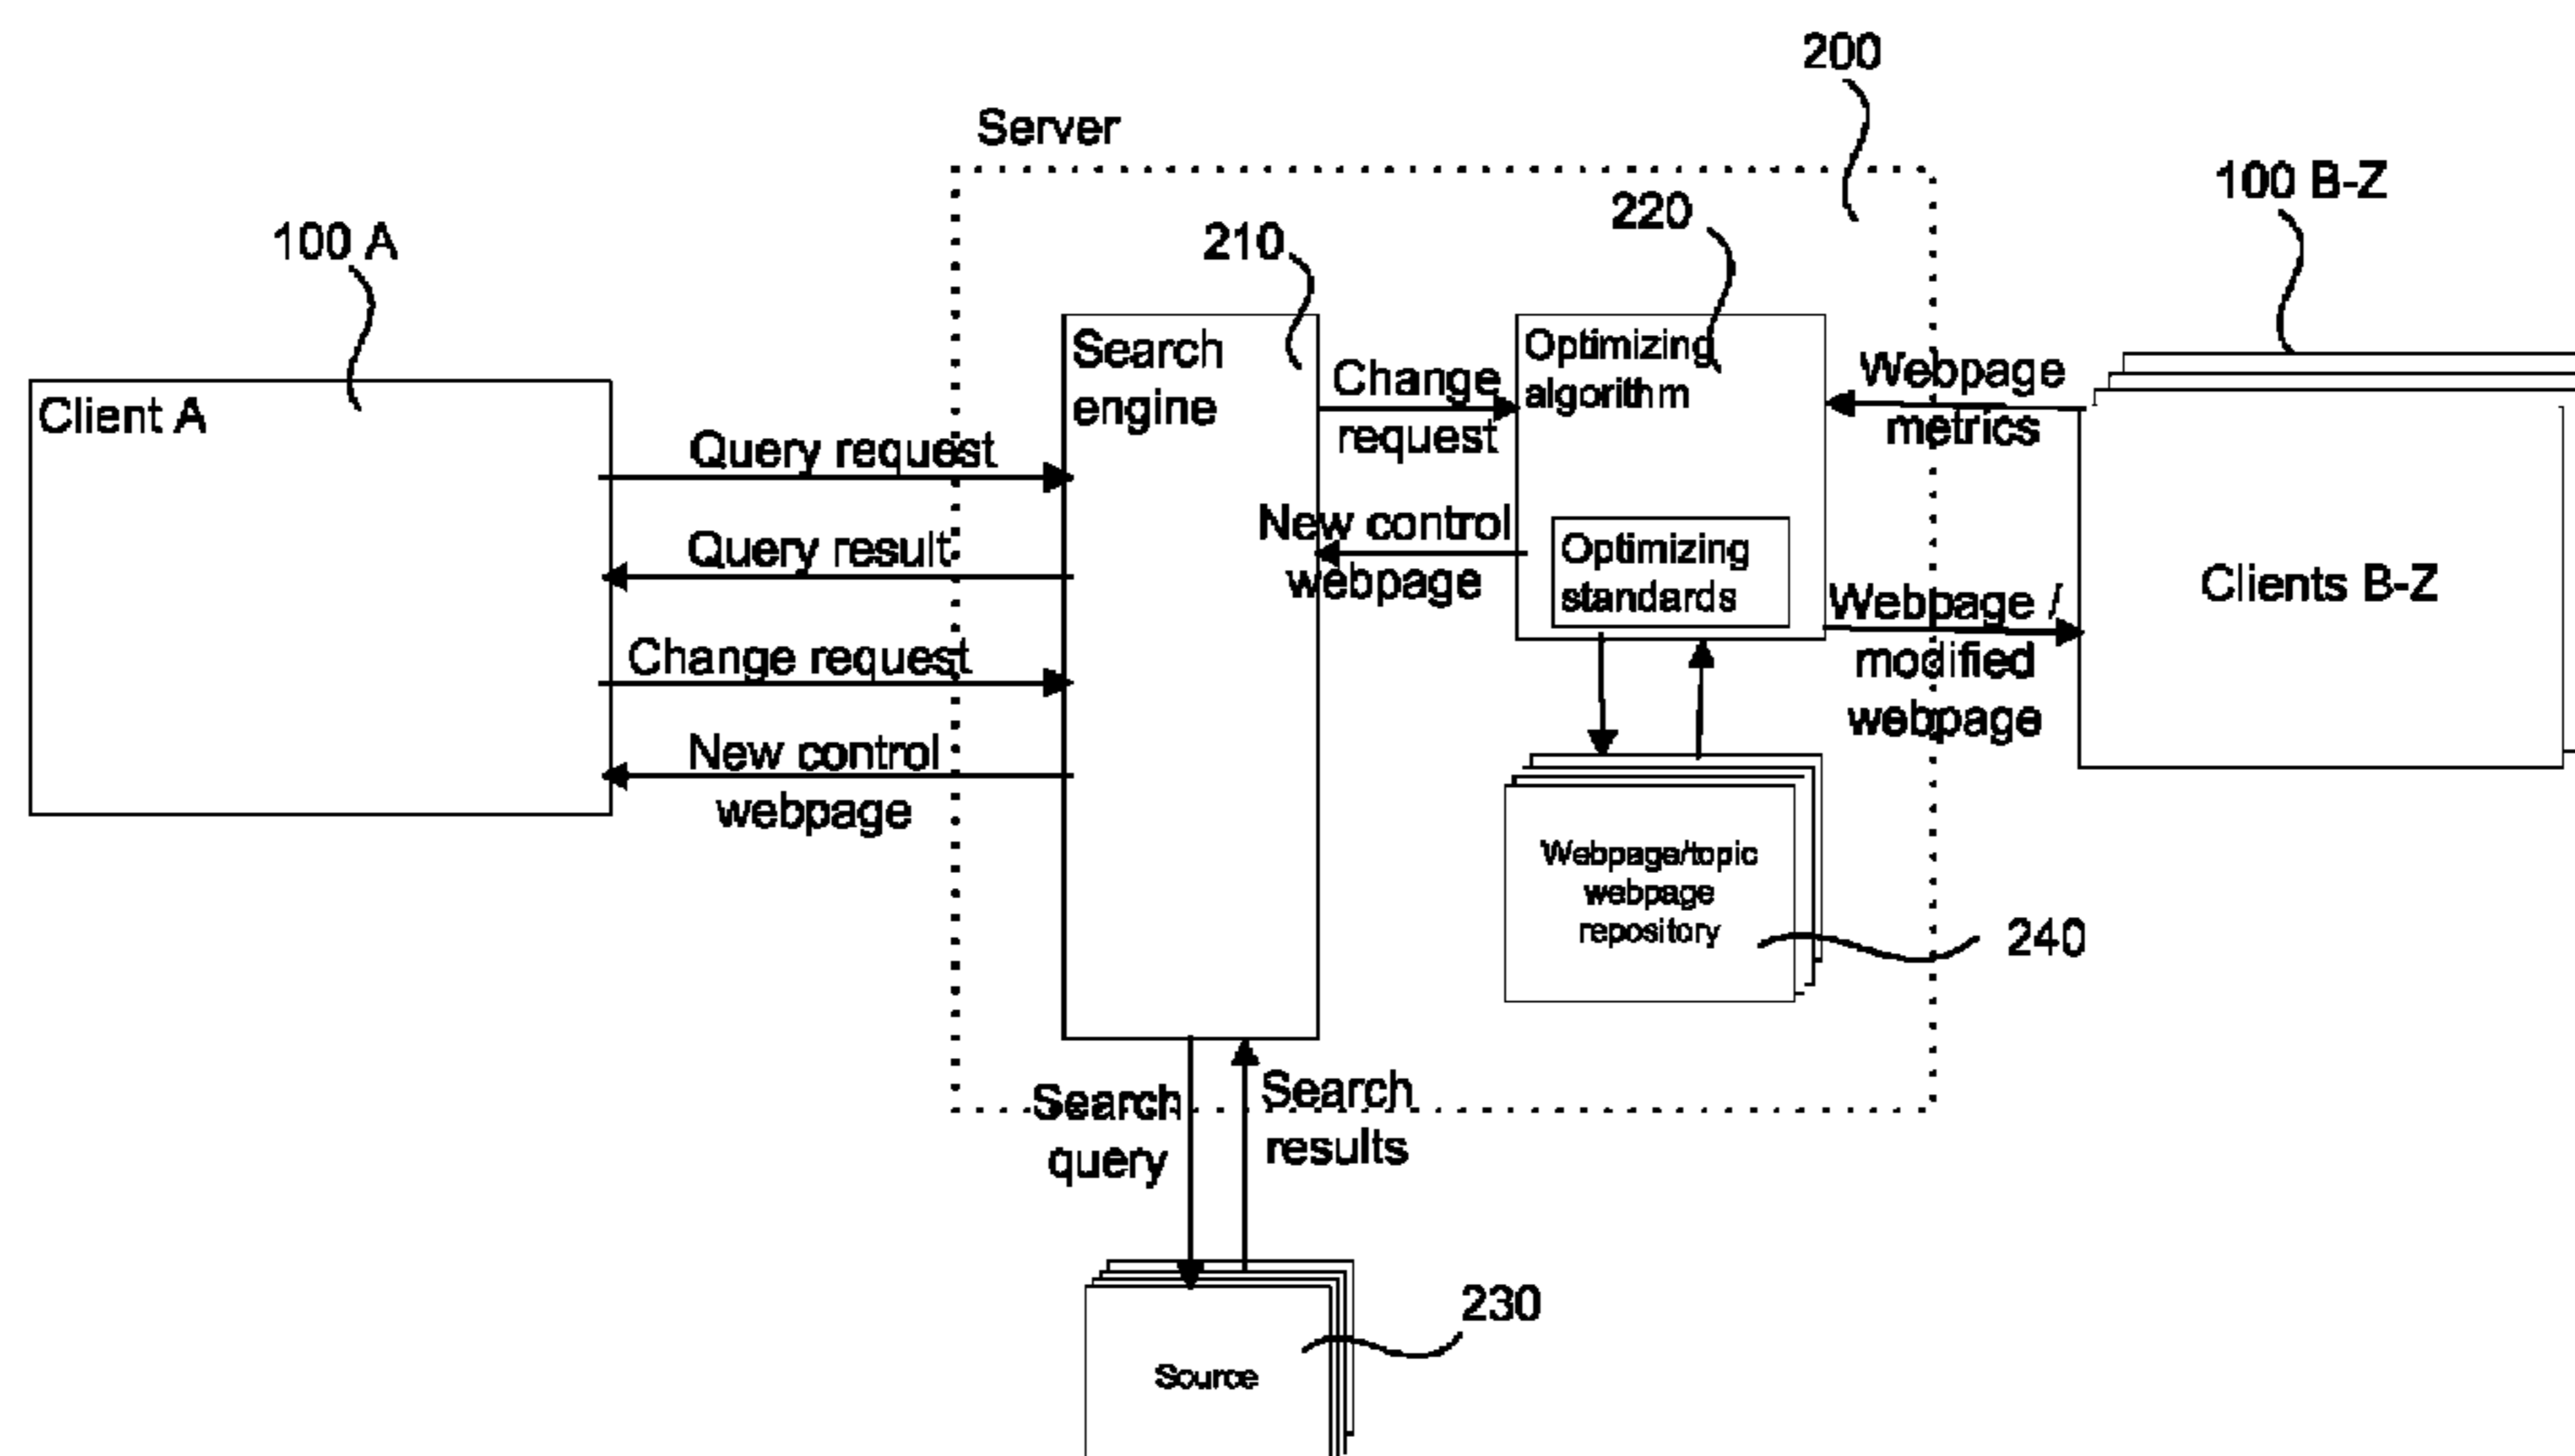 200
Server
100 B-Z
220
210
100 A
Search
engine
Optimizing
algorithm
Change
request
Webpage
metrics
Client A
Query request
New control
webpage
Optimizing
standards
Query result
Clients B-Z
Webpage /
modified
webpage
Change request
New control
webpage
Webpage/topic
webpage
repository
240
Search
query
Search
results
230
Source